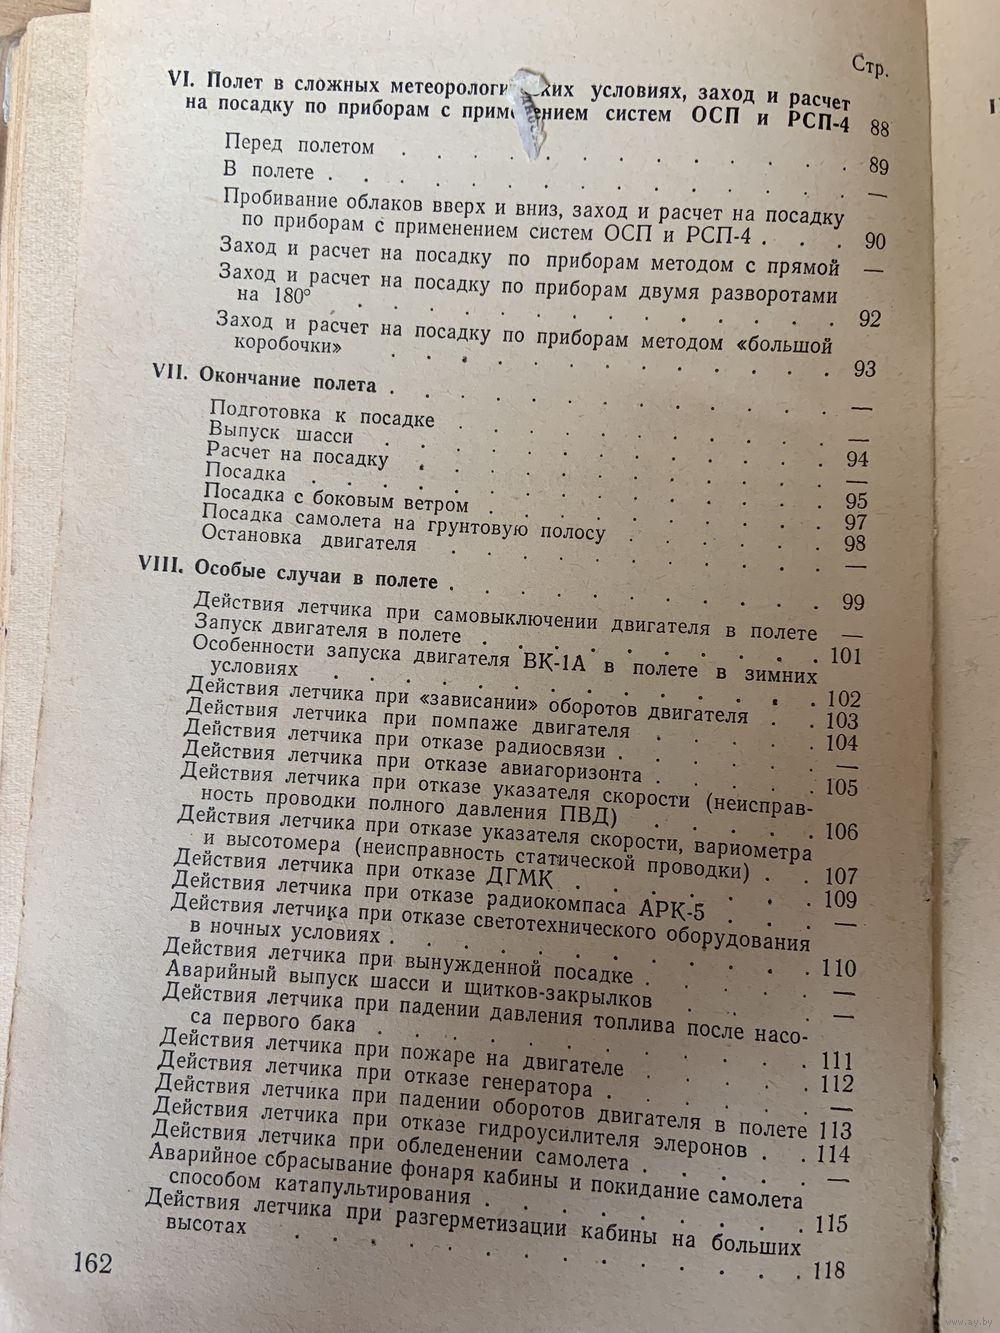 Стр.
VI. Полет в сложных метеорологических условиях, заход и расчет
на посадку по приборам с применением систем ОСП и РСП-4 88
Перед полетом . . . . . . . . . . . . 89
В полете . . . . . . . . . . . . . . . —
Пробивание облаков вверх и вниз, заход и расчет на посадку
по приборам с применением систем ОСП и РСП-4 . . . 90
Заход и расчет на посадку по приборам методом с прямой —
Заход и расчет на посадку по приборам двумя разворотами
на 180° . . . . . . . . . . . . . . 92
Заход и расчет на посадку по приборам методом «большой
коробочки» . . . . . . . . . . . . . 93
VII. Окончание полета . . . . . . . . . . . . —
Подготовка к посадке . . . . . . . . . . . —
Выпуск шасси . . . . . . . . . . . . . 94
Расчет на посадку . . . . . . . . . . . . —
Посадка . . . . . . . . . . . . . . . 95
Посадка с боковым ветром . . . . . . . . . . 97
Посадка самолета на грунтовую полосу . . . . . . 98
Остановка двигателя . . . . . . . . . . . —
VIII. Особые случаи в полете . . . . . . . . . . . 99
Действия летчика при самовыключении двигателя в полете —
Запуск двигателя в полете . . . . . . . . . . 101
Особенности запуска двигателя ВК-1А в полете в зимних
условиях . . . . . . . . . . . . . . 102
Действия летчика при «зависании» оборотов двигателя . . 103
Действия летчика при помпаже двигателя . . . . . 104
Действия летчика при отказе радиосвязи . . . . . . —
Действия летчика при отказе авиагоризонта . . . . . 105
Действия летчика при отказе указателя скорости (неисправ-
ность проводки полного давления ПВД) . . . . . . 106
Действия летчика при отказе указателя скорости, вариометра
и высотомера (неисправность статической проводки) . . 107
Действия летчика при отказе ДГМК . . . . . . . 109
Действия летчика при отказе радиокомпаса АРК-5 . . . —
Действия летчика при отказе светотехнического оборудования
в ночных условиях . . . . . . . . . . . 110
Действия летчика при вынужденной посадке . . . . . —
Аварийный выпуск шасси и щитков-закрылков . . . . —
Действия летчика при падении давления топлива после насо-
са первого бака . . . . . . . . . . . . 111
Действия летчика при пожаре на двигателе . . . . . 112
Действия летчика при отказе генератора . . . . . . —
Действия летчика при падении оборотов двигателя в полете 113
Действия летчика при отказе гидроусилителя элеронов . . 114
Действия летчика при обледенении самолета . . . . . —
Аварийное сбрасывание фонаря кабины и покидание самолета
способом катапультирования . . . . . . . . . 115
Действия летчика при разгерметизации кабины на больших
высотах . . . . . . . . . . . . . . 118
162
www.ay.by